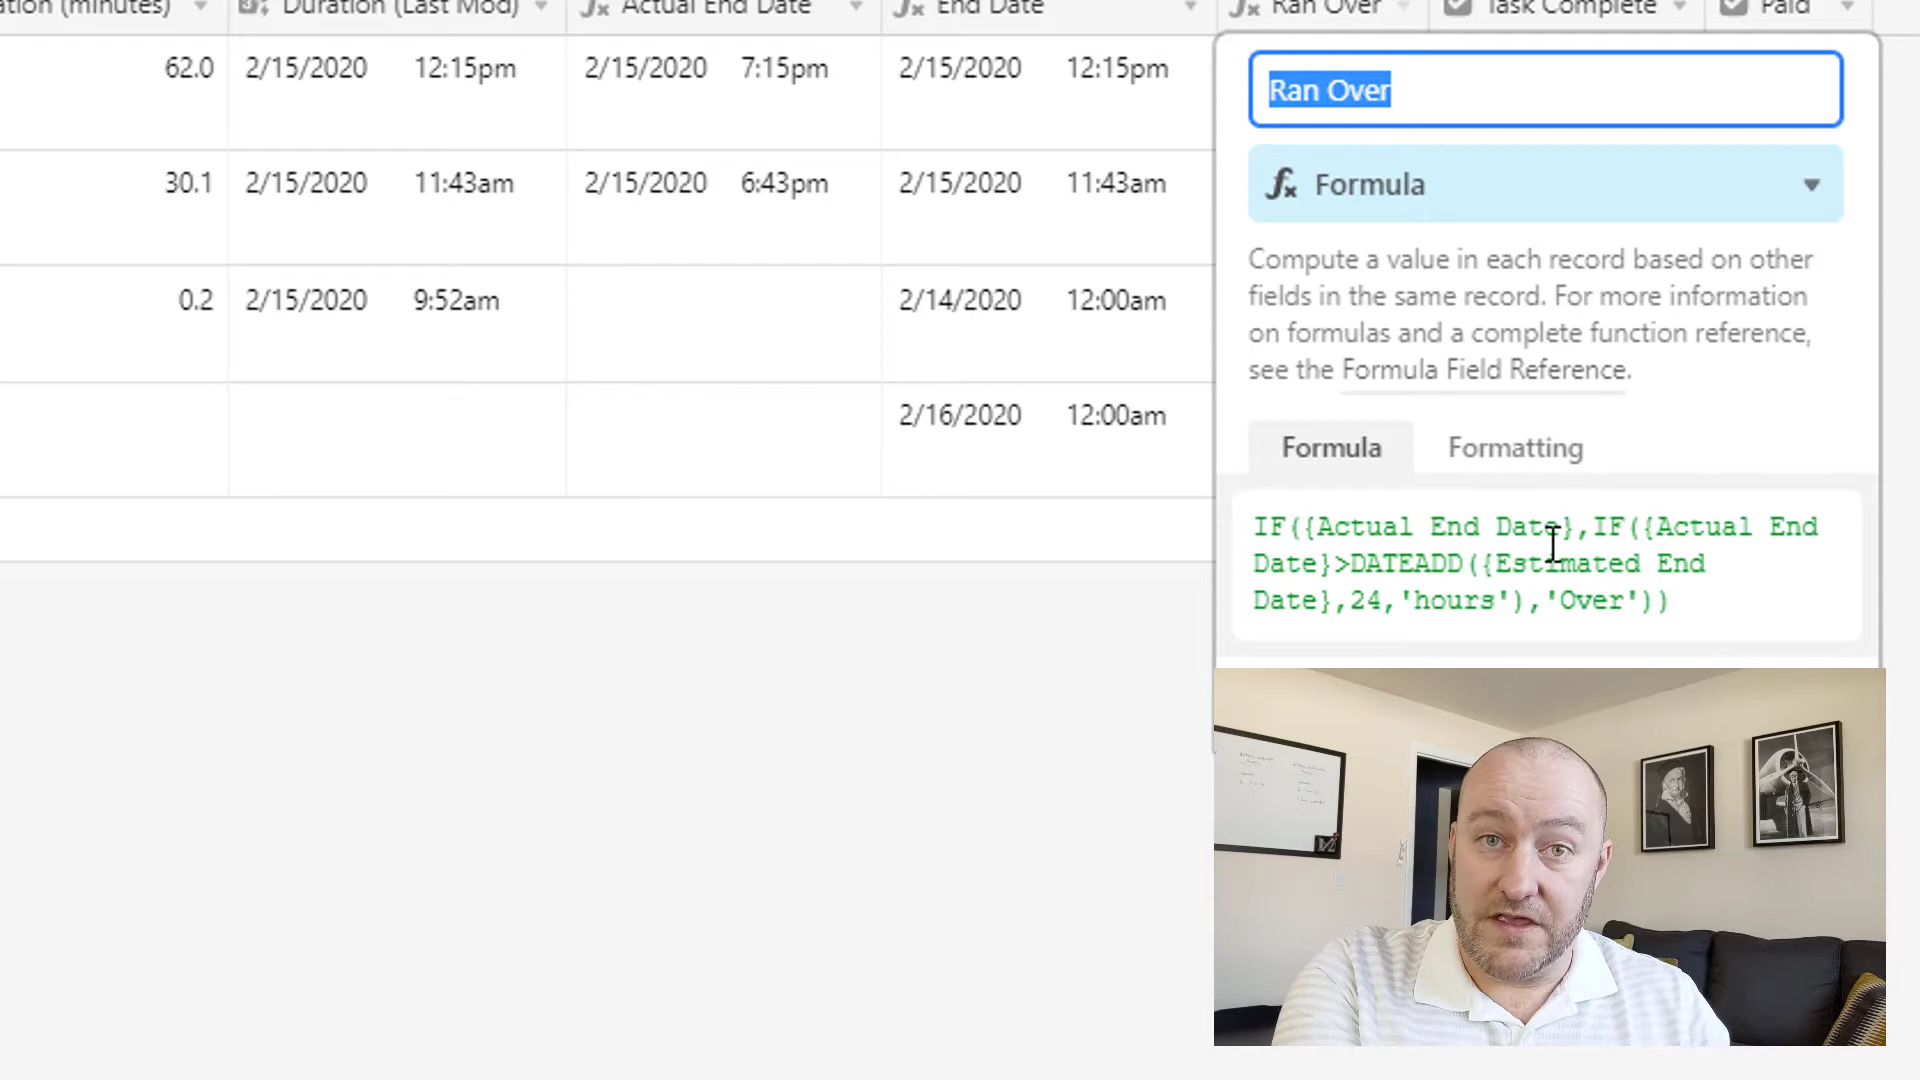 ation (minutes) Duration (Last Mod) Actual End Date End Date Ran Over Task Complete Paid
62.0 2/15/2020 12:15pm 2/15/2020 7:15pm 2/15/2020 12:15pm
30.1 2/15/2020 11:43am 2/15/2020 6:43pm 2/15/2020 11:43am
0.2 2/15/2020 9:52am 2/14/2020 12:00am
2/16/2020 12:00am
Ran Over
Formula
Compute a value in each record based on other
fields in the same record. For more information
on formulas and a complete function reference,
see the Formula Field Reference.
Formula Formatting
IF({Actual End Date},IF({Actual End
Date}>DATEADD({Estimated End
Date},24,'hours'),'Over'))